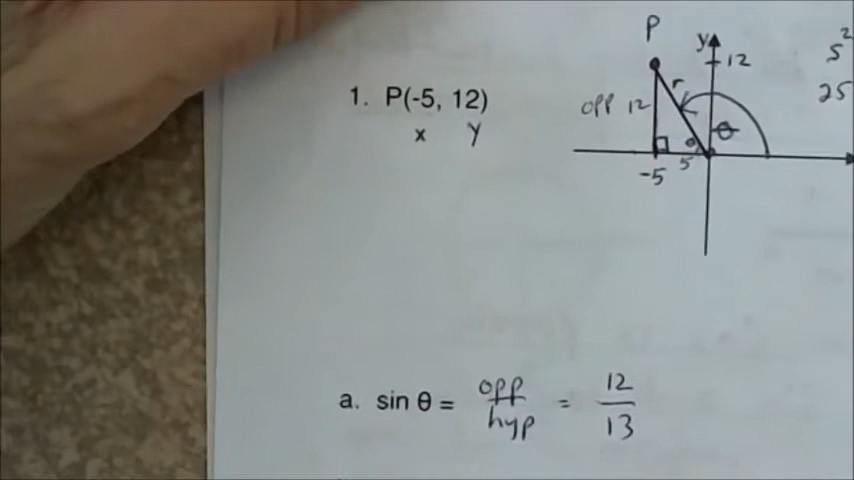 P
y
12
5²
25
1. P(-5, 12)
x y
opp 12
r
θ
θ
-5
5
a. sin θ = opp/hyp = 12/13